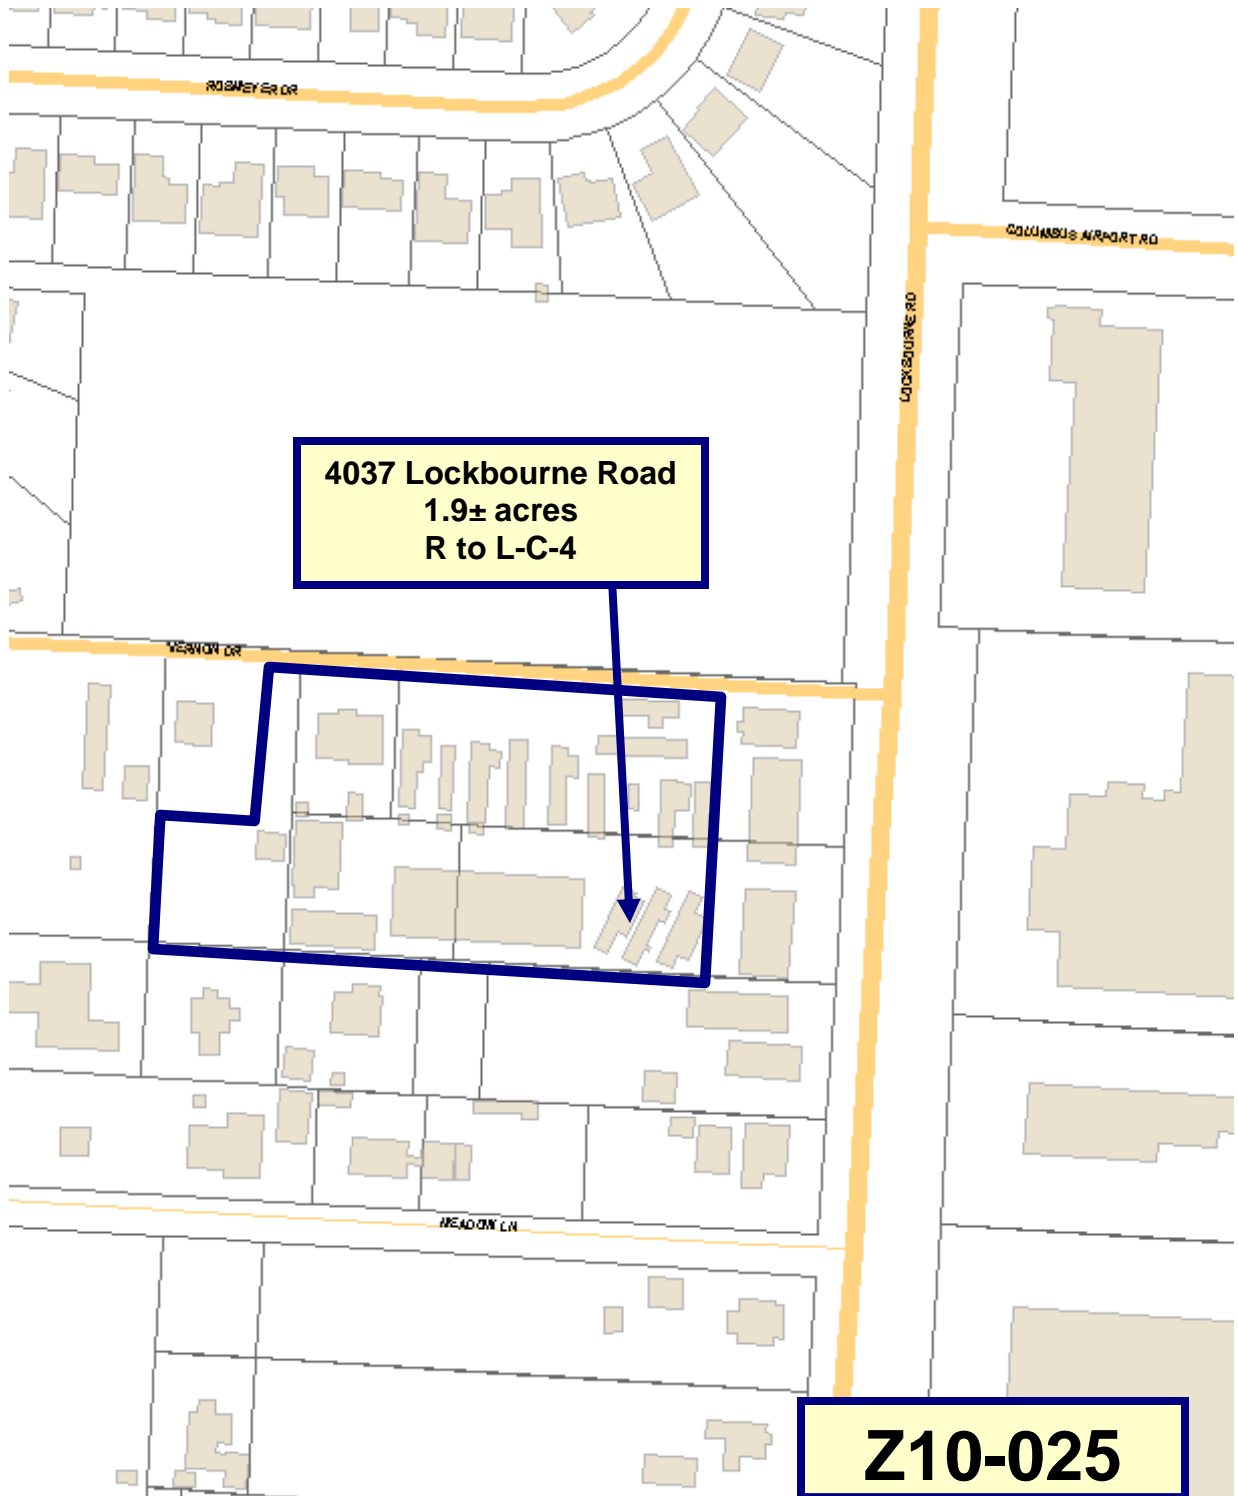 ROSMEYER DR
COLUMBUS AIRPORT RD
LOCKBOURNE RD
4037 Lockbourne Road
1.9± acres
R to L-C-4
VERNON DR
MEADOW LN
Z10-025